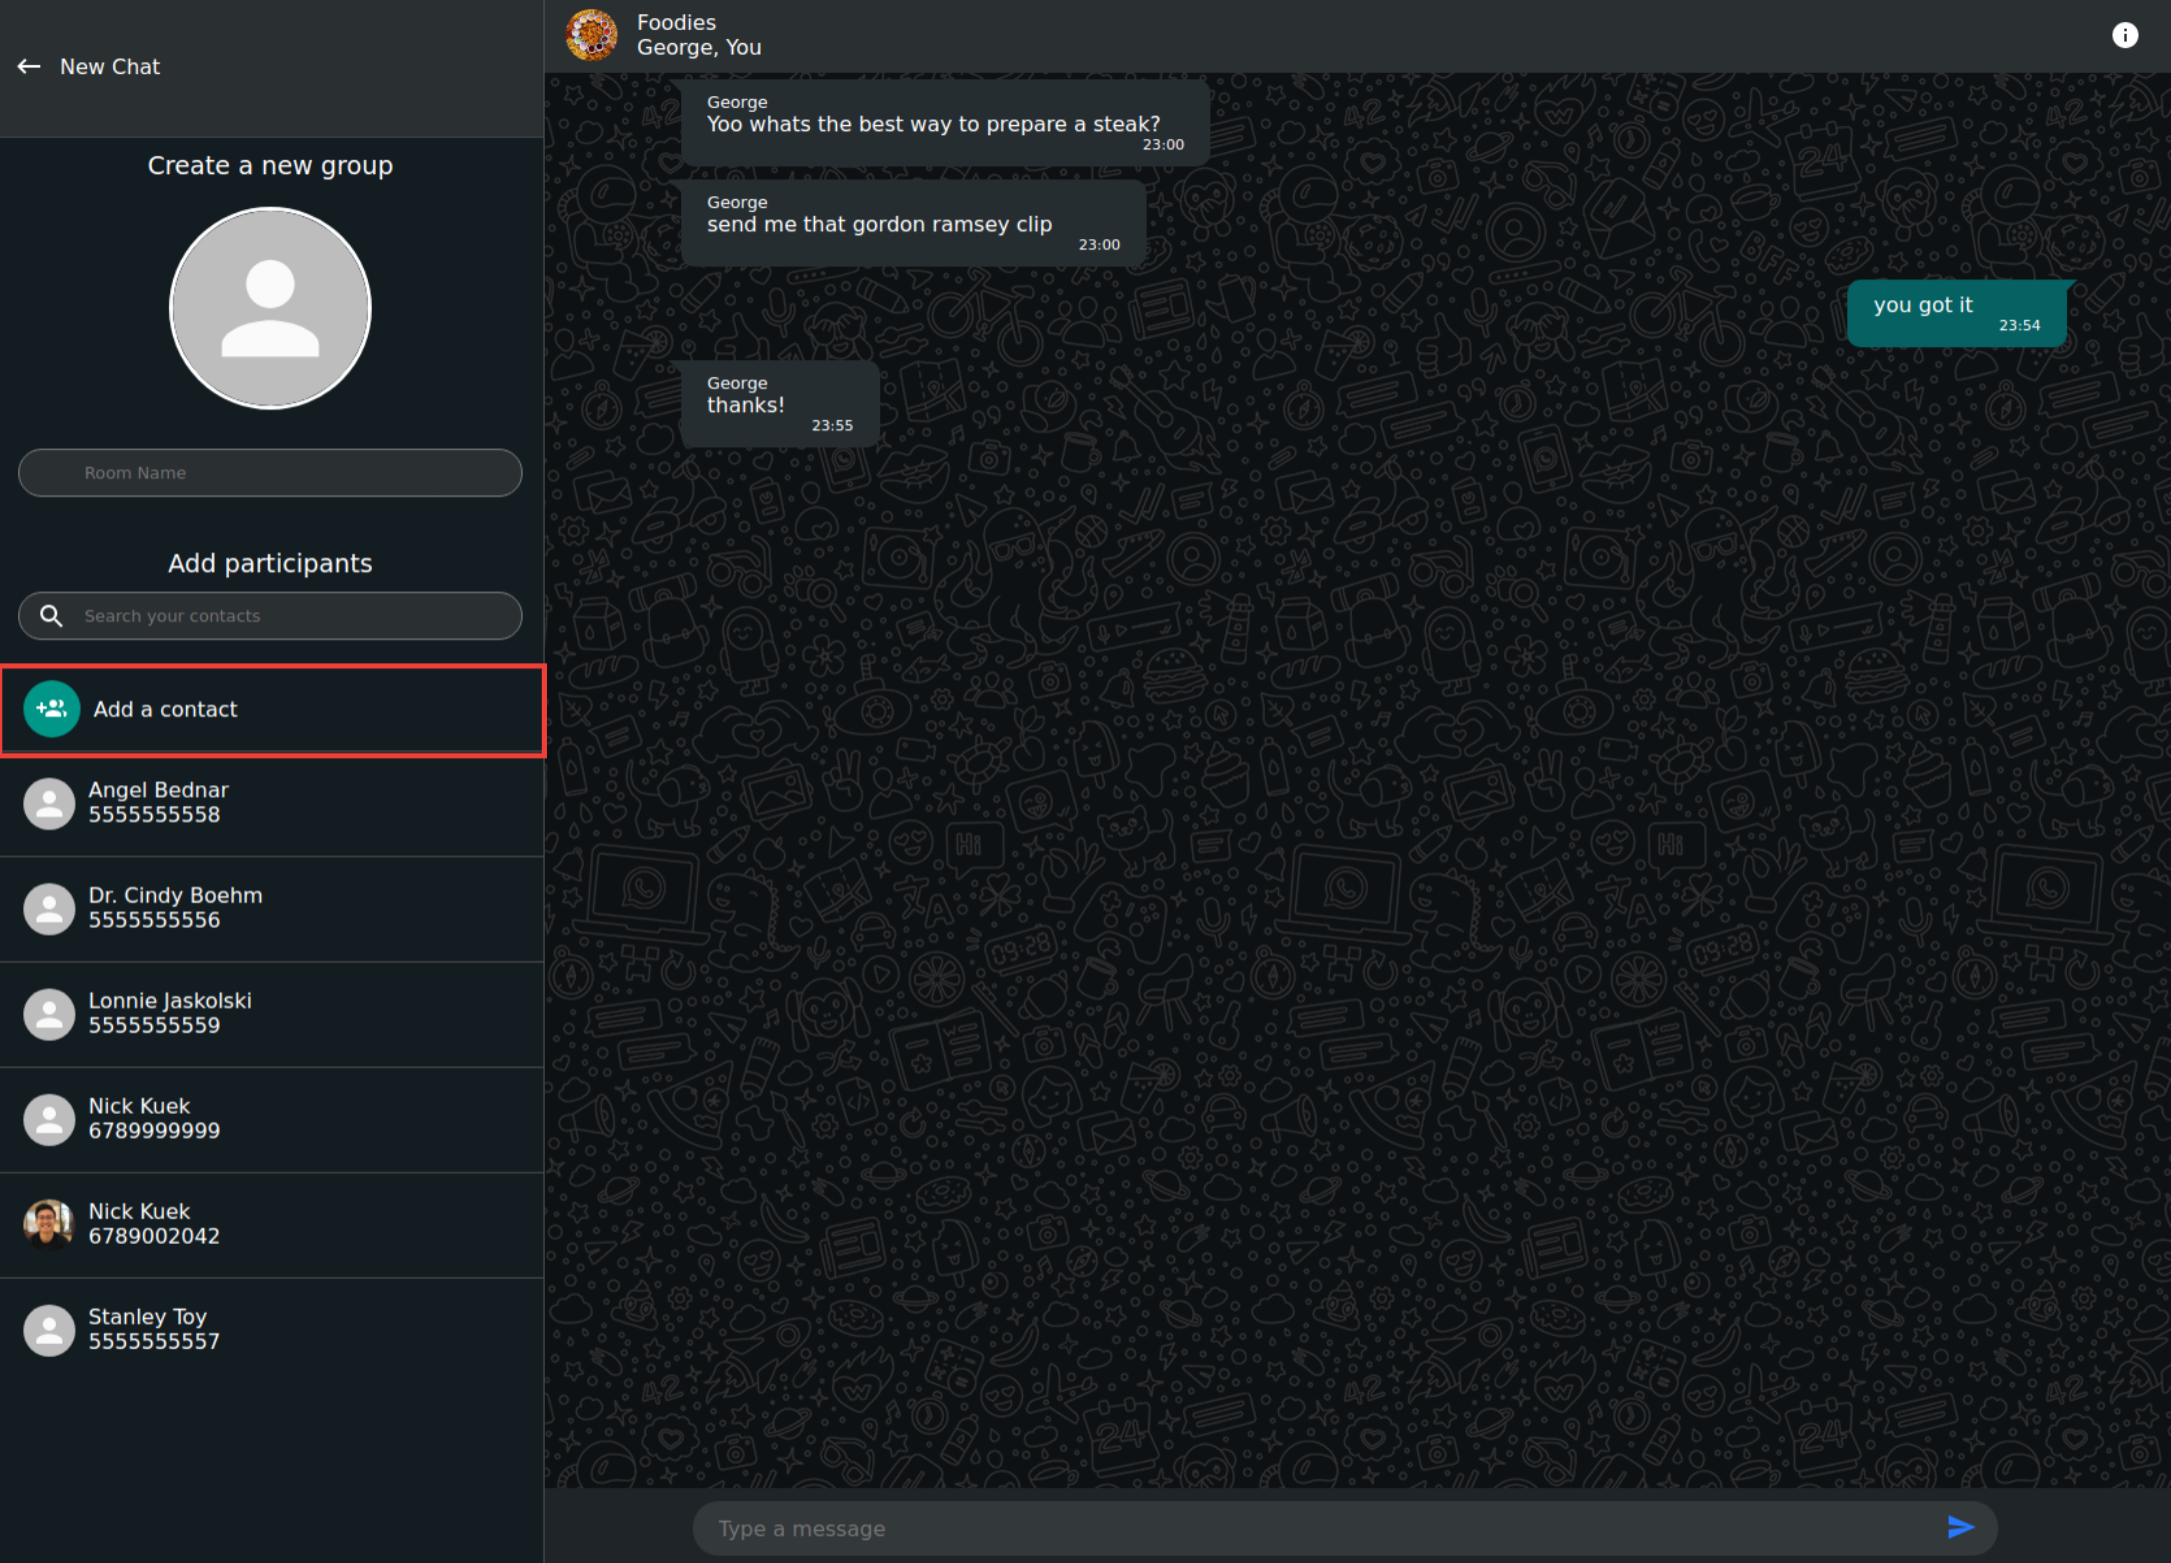 New Chat
Create a new group
Room Name
Add participants
Search your contacts
Add a contact
Angel Bednar
5555555558
Dr. Cindy Boehm
5555555556
Lonnie Jaskolski
5555555559
Nick Kuek
6789999999
Nick Kuek
6789002042
Stanley Toy
5555555557
Foodies
George, You
George
Yoo whats the best way to prepare a steak?
23:00
George
send me that gordon ramsey clip
23:00
you got it
23:54
George
thanks!
23:55
Type a message